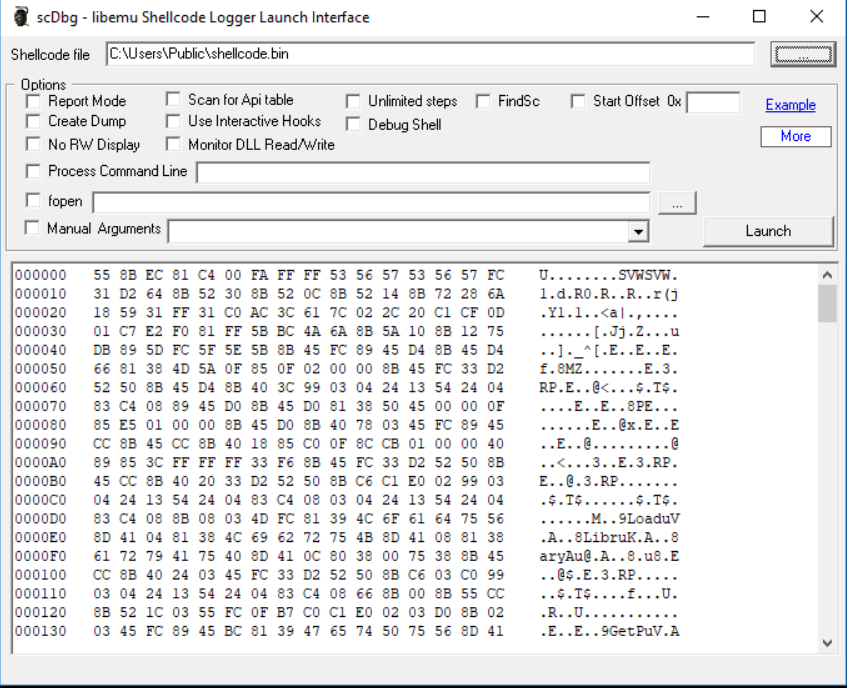 scDbg - libemu Shellcode Logger Launch Interface
Shellcode file C:\Users\Public\shellcode.bin ...
Options
Report Mode Scan for Api table Unlimited steps FindSc Start Offset 0x Example
Create Dump Use Interactive Hooks Debug Shell
No RW Display Monitor DLL Read/Write More
Process Command Line
fopen ...
Manual Arguments Launch
000000 55 8B EC 81 C4 00 FA FF FF 53 56 57 53 56 57 FC U........SVWSVW.
000010 31 D2 64 8B 52 30 8B 52 0C 8B 52 14 8B 72 28 6A 1.d.R0.R..R..r(j
000020 18 59 31 FF 31 C0 AC 3C 61 7C 02 2C 20 C1 CF 0D .Y1.1..<a|.,....
000030 01 C7 E2 F0 81 FF 5B BC 4A 6A 8B 5A 10 8B 12 75 ......[.Jj.Z...u
000040 DB 89 5D FC 5F 5E 5B 8B 45 FC 89 45 D4 8B 45 D4 ..]._^[.E..E..E.
000050 66 81 38 4D 5A 0F 85 0F 02 00 00 8B 45 FC 33 D2 f.8MZ.......E.3.
000060 52 50 8B 45 D4 8B 40 3C 99 03 04 24 13 54 24 04 RP.E..@<...$.T$.
000070 83 C4 08 89 45 D0 8B 45 D0 81 38 50 45 00 00 0F ....E..E..8PE...
000080 85 E5 01 00 00 8B 45 D0 8B 40 78 03 45 FC 89 45 ......E..@x.E..E
000090 CC 8B 45 CC 8B 40 18 85 C0 0F 8C CB 01 00 00 40 ..E..@.........@
0000A0 89 85 3C FF FF FF 33 F6 8B 45 FC 33 D2 52 50 8B ..<...3..E.3.RP.
0000B0 45 CC 8B 40 20 33 D2 52 50 8B C6 C1 E0 02 99 03 E..@.3.RP.......
0000C0 04 24 13 54 24 04 83 C4 08 03 04 24 13 54 24 04 .$.T$......$.T$.
0000D0 83 C4 08 8B 08 03 4D FC 81 39 4C 6F 61 64 75 56 ......M..9LoaduV
0000E0 8D 41 04 81 38 4C 69 62 72 75 4B 8D 41 08 81 38 .A..8LibruK.A..8
0000F0 61 72 79 41 75 40 8D 41 0C 80 38 00 75 38 8B 45 aryAu@.A..8.u8.E
000100 CC 8B 40 24 03 45 FC 33 D2 52 50 8B C6 03 C0 99 ..@$.E.3.RP.....
000110 03 04 24 13 54 24 04 83 C4 08 66 8B 00 8B 55 CC ..$.T$....f...U.
000120 8B 52 1C 03 55 FC 0F B7 C0 C1 E0 02 03 D0 8B 02 .R..U...........
000130 03 45 FC 89 45 BC 81 39 47 65 74 50 75 56 8D 41 .E..E..9GetPuV.A